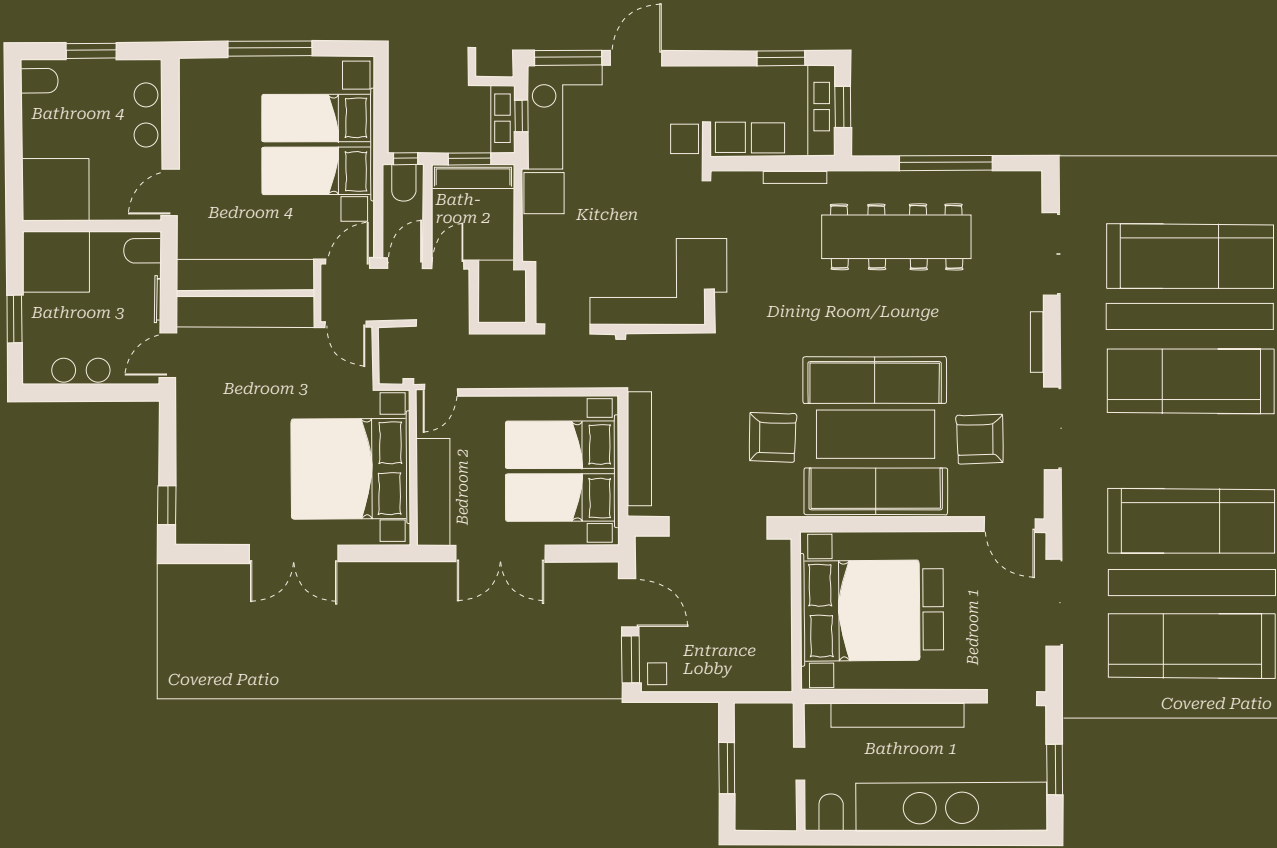 Bathroom 4
Bedroom 4
Bath-
room 2
Kitchen
Bathroom 3
Dining Room/Lounge
Bedroom 3
Bedroom 2
Bedroom 1
Entrance
Lobby
Covered Patio
Covered Patio
Bathroom 1